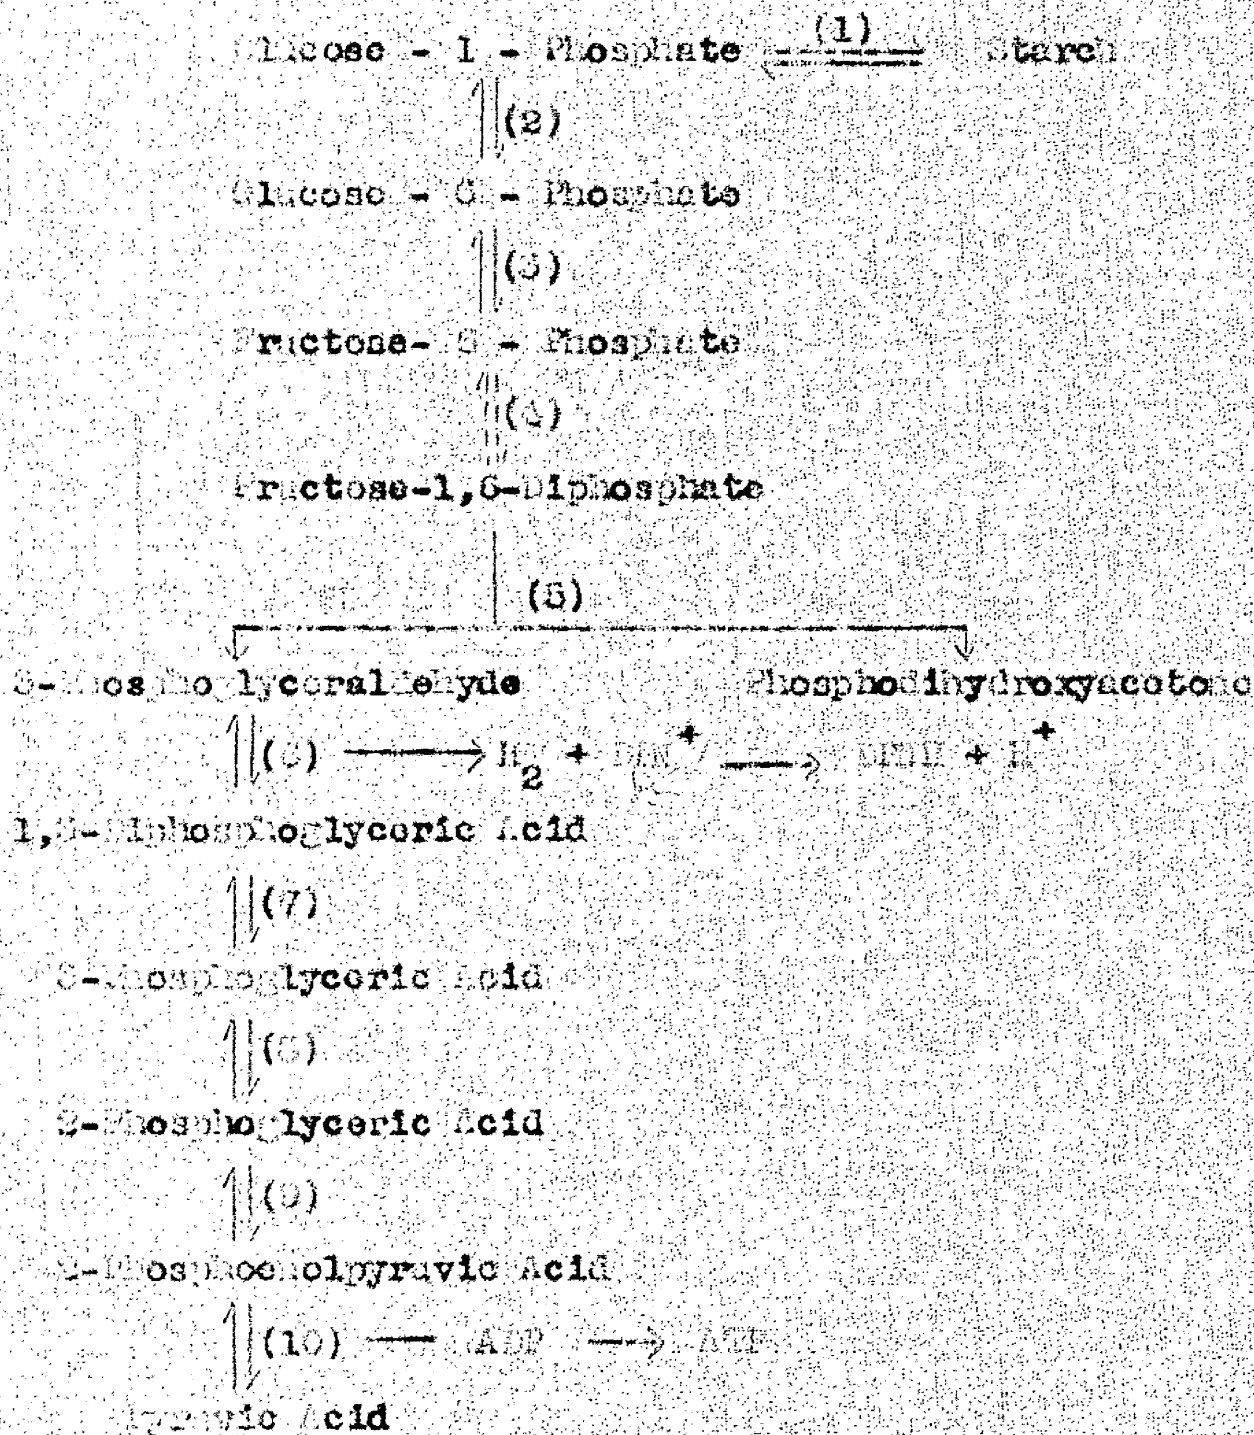 Glucose - 1 - Phosphate (1) Starch
(2)
Glucose - 6 - Phosphate
(3)
Fructose- 6 - Phosphate
(4)
Fructose-1,6-Diphosphate
(5)
3-Phosphoglyceraldehyde Phosphodihydroxyacetone
(6) H2 + + + H+
1,3-Diphosphoglyceric Acid
(7)
3-Phosphoglyceric Acid
(8)
2-Phosphoglyceric Acid
(9)
2-Phosphoenolpyruvic Acid
(10) ADP ATP
Pyruvic Acid